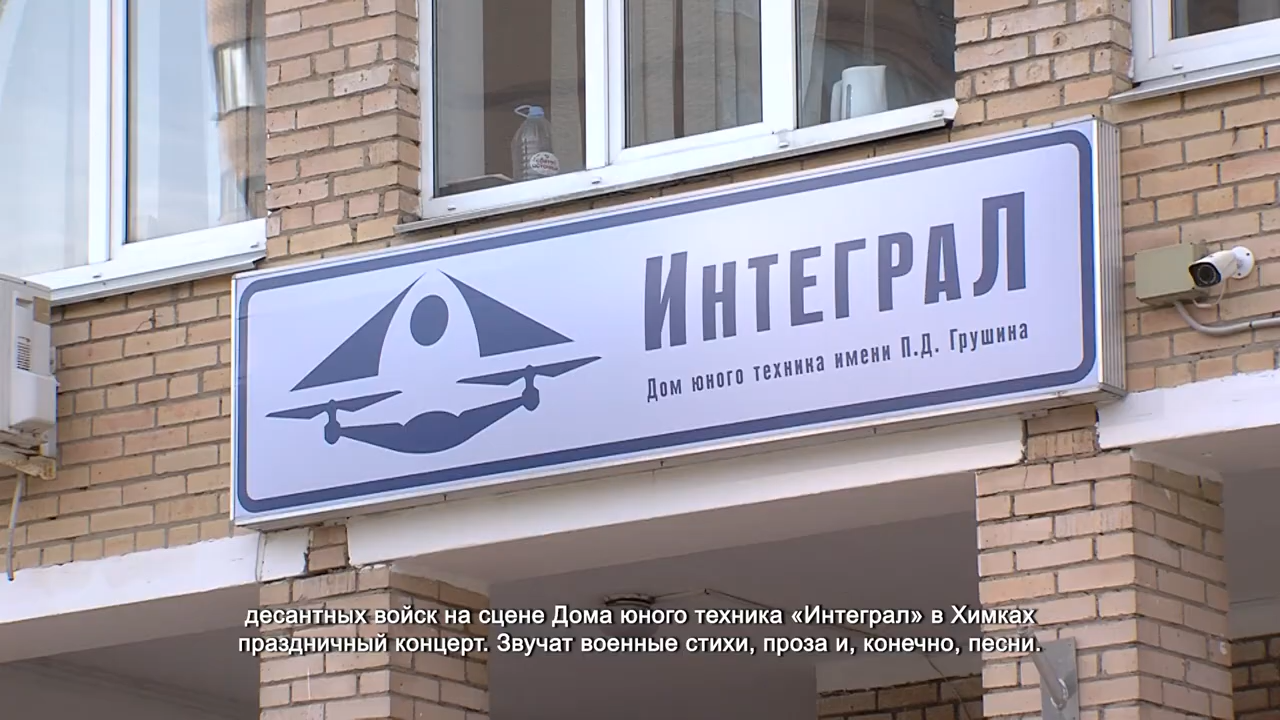 ИнтеграЛ
Дом юного техника имени П.Д. Грушина
десантных войск на сцене Дома юного техника «Интеграл» в Химках
праздничный концерт. Звучат военные стихи, проза и, конечно, песни.